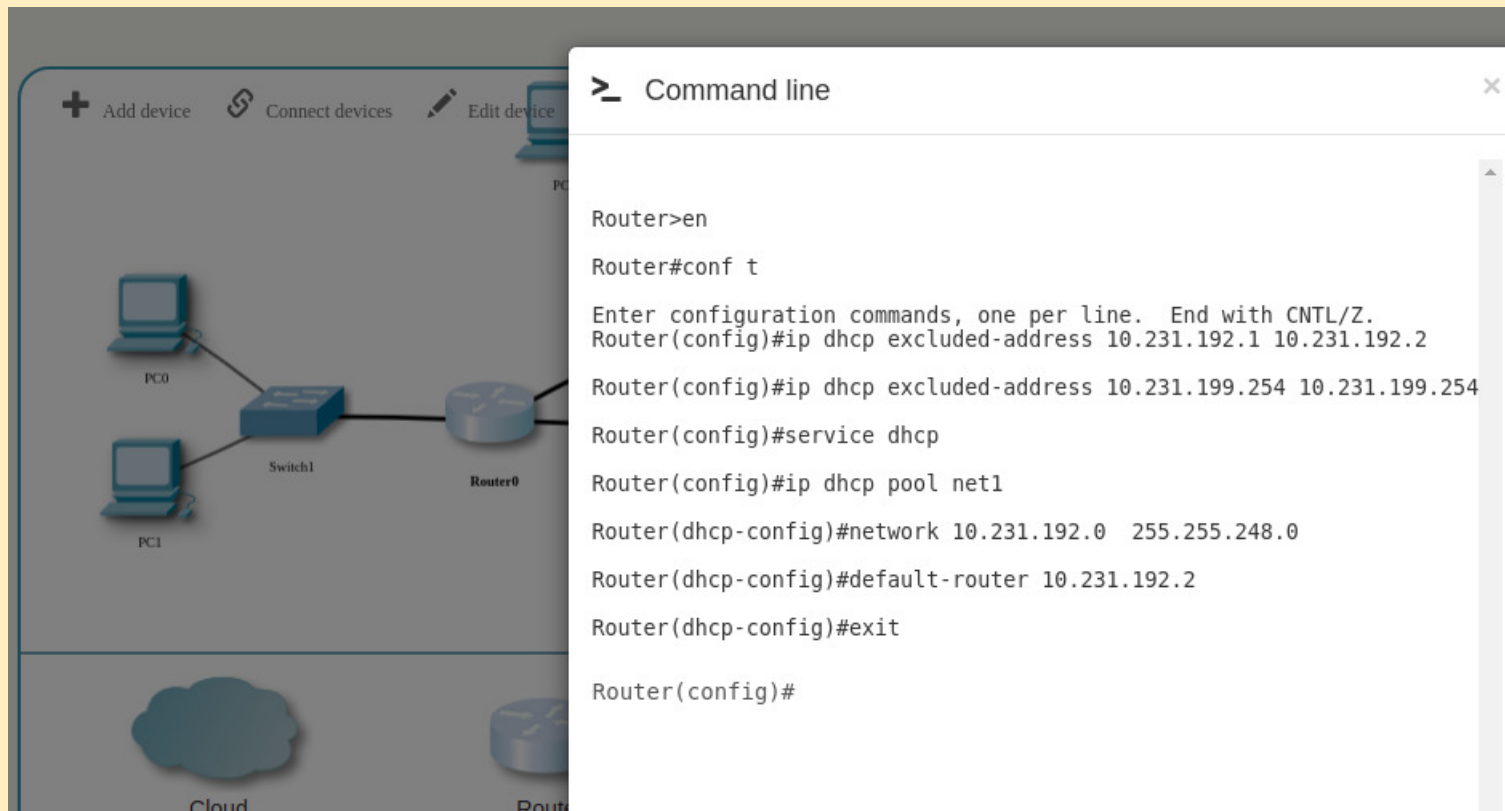 Add device
Connect devices
Edit device
PC0
PC1
Switch1
Router0
Cloud
>_ Command line
×
Router>en
Router#conf t
Enter configuration commands, one per line.  End with CNTL/Z.
Router(config)#ip dhcp excluded-address 10.231.192.1 10.231.192.2
Router(config)#ip dhcp excluded-address 10.231.199.254 10.231.199.254
Router(config)#service dhcp
Router(config)#ip dhcp pool net1
Router(dhcp-config)#network 10.231.192.0  255.255.248.0
Router(dhcp-config)#default-router 10.231.192.2
Router(dhcp-config)#exit
Router(config)#